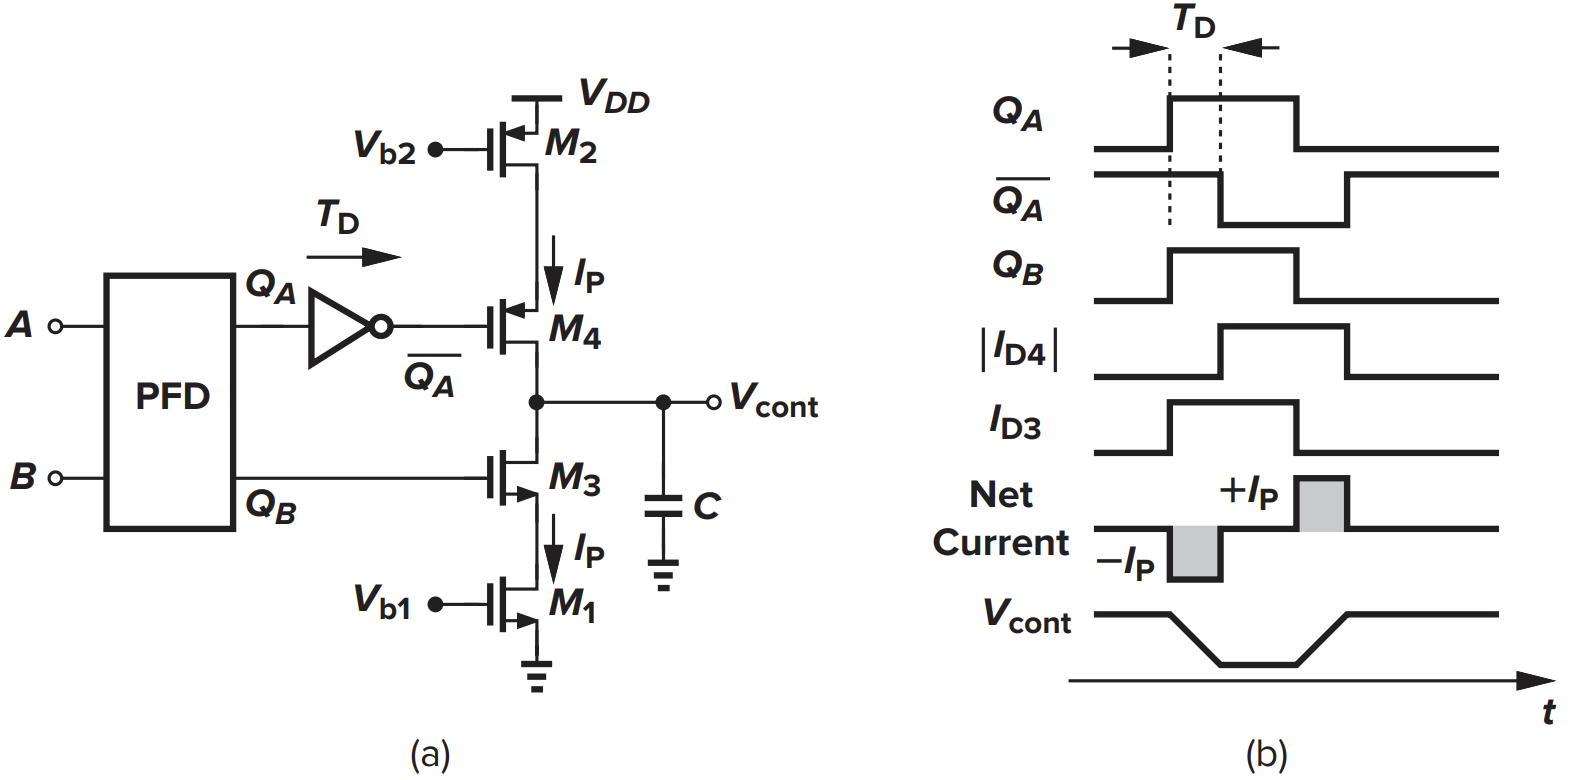 V_DD
V_b2
M_2
T_D
I_P
Q_A
A
M_4
Q̅_A̅
PFD
V_cont
B
Q_B
M_3
C
I_P
V_b1
M_1
(a)
T_D
Q_A
Q̅_A̅
Q_B
|I_D4|
I_D3
Net
Current
+I_P
−I_P
V_cont
t
(b)